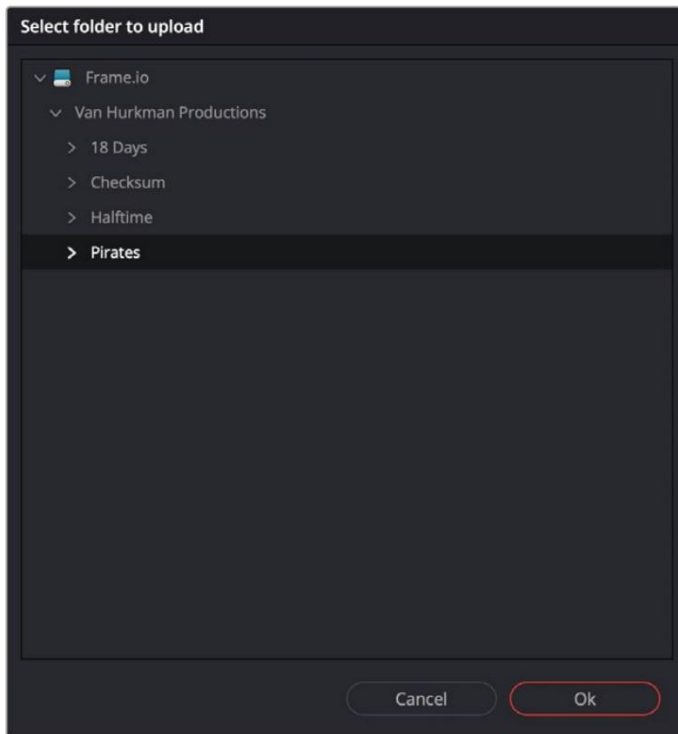 Select folder to upload
Frame.io
Van Hurkman Productions
18 Days
Checksum
Halftime
Pirates
Cancel Ok